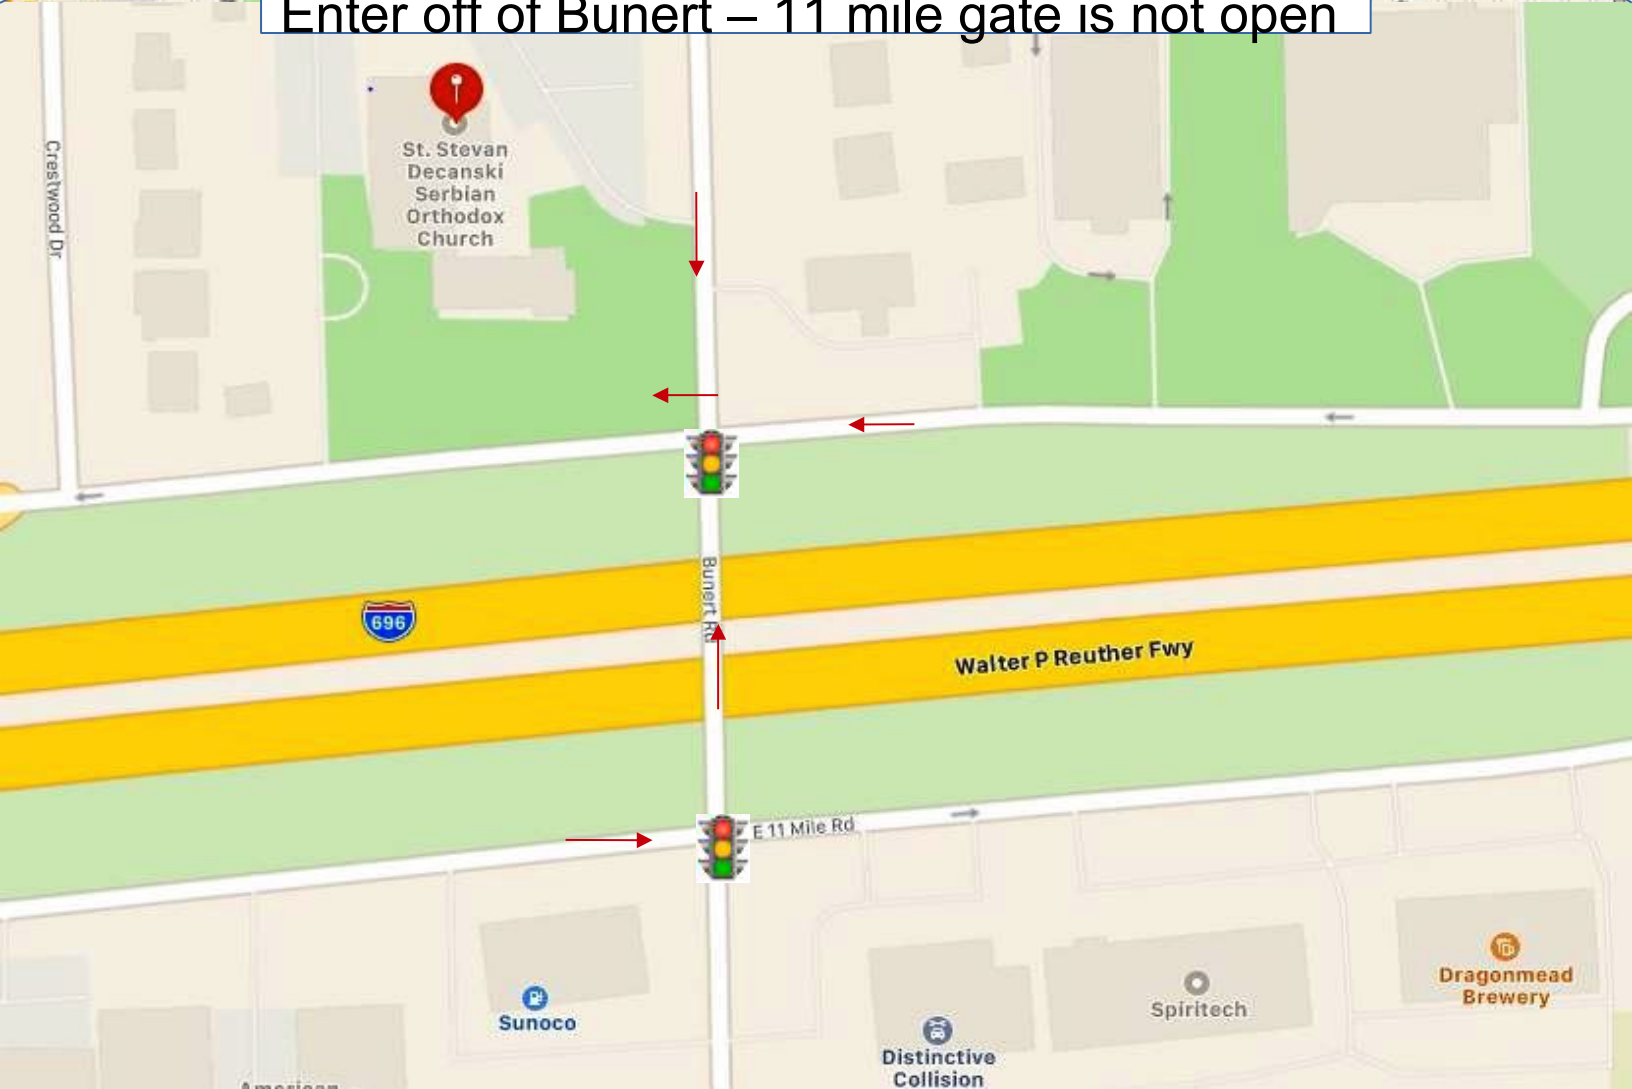 Enter off of Bunert – 11 mile gate is not open
Crestwood Dr
St. Stevan
Decanski
Serbian
Orthodox
Church
Bunert Rd
696
Walter P Reuther Fwy
E 11 Mile Rd
Sunoco
Distinctive
Collision
Spiritech
Dragonmead
Brewery
American